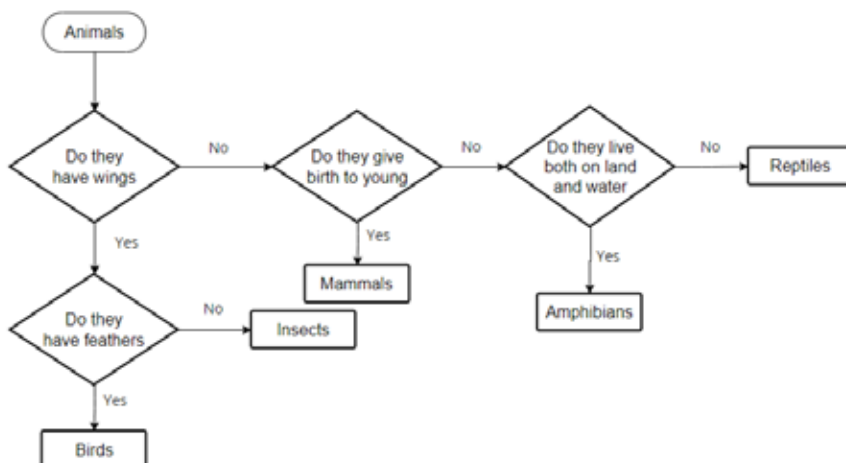 Animals
Do they
have wings
No
Do they give
birth to young
No
Do they live
both on land
and water
No
Reptiles
Yes
Yes
Yes
Mammals
Amphibians
Do they
have feathers
No
Insects
Yes
Birds